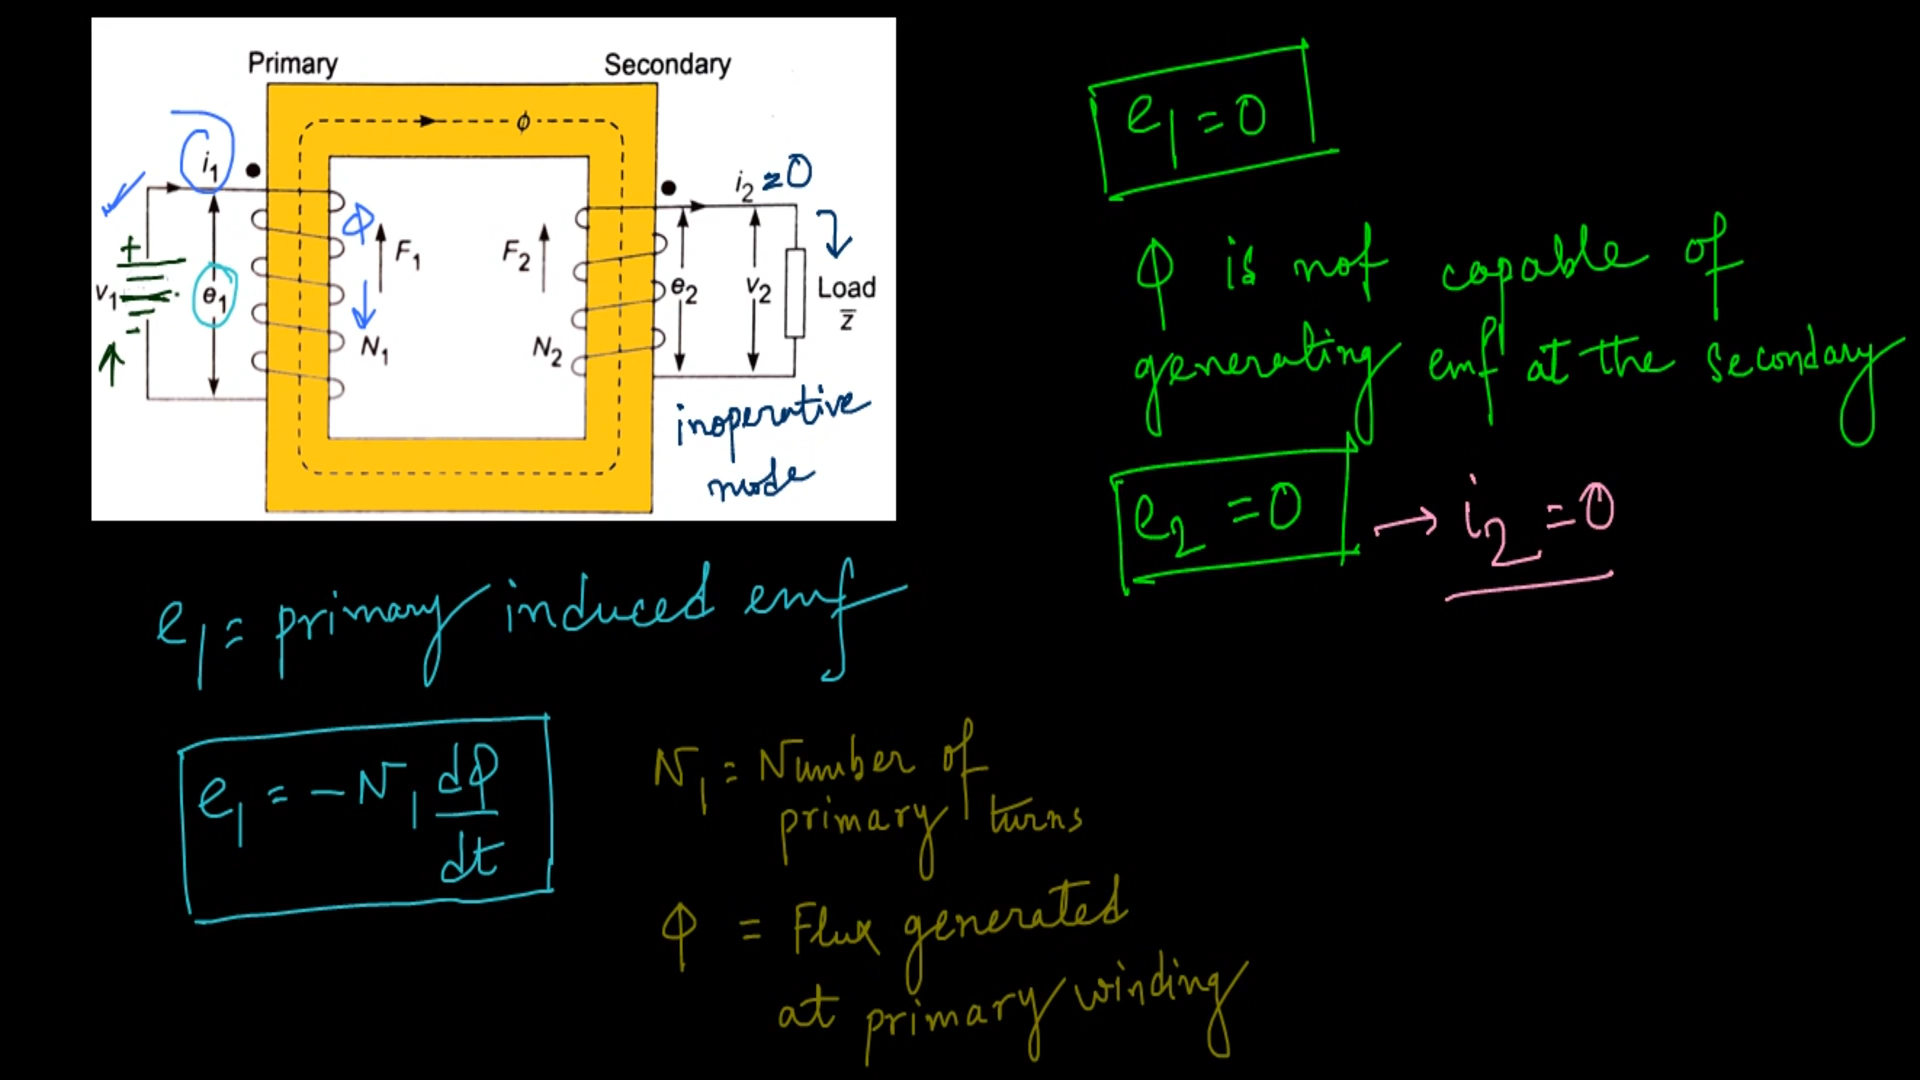 Primary
Secondary
ϕ
i₁
i₂ = 0
ϕ
F₁
F₂
+
v₁
e₁
e₂
v₂
Load
z̅
-
N₁
N₂
inoperative
mode
e₁ = primary induced emf
e₁ = - N₁ dϕ/dt
N₁ = Number of
primary turns
ϕ = Flux generated
at primary winding
e₁ = 0
ϕ is not capable of
generating emf at the secondary
e₂ = 0 → i₂ = 0